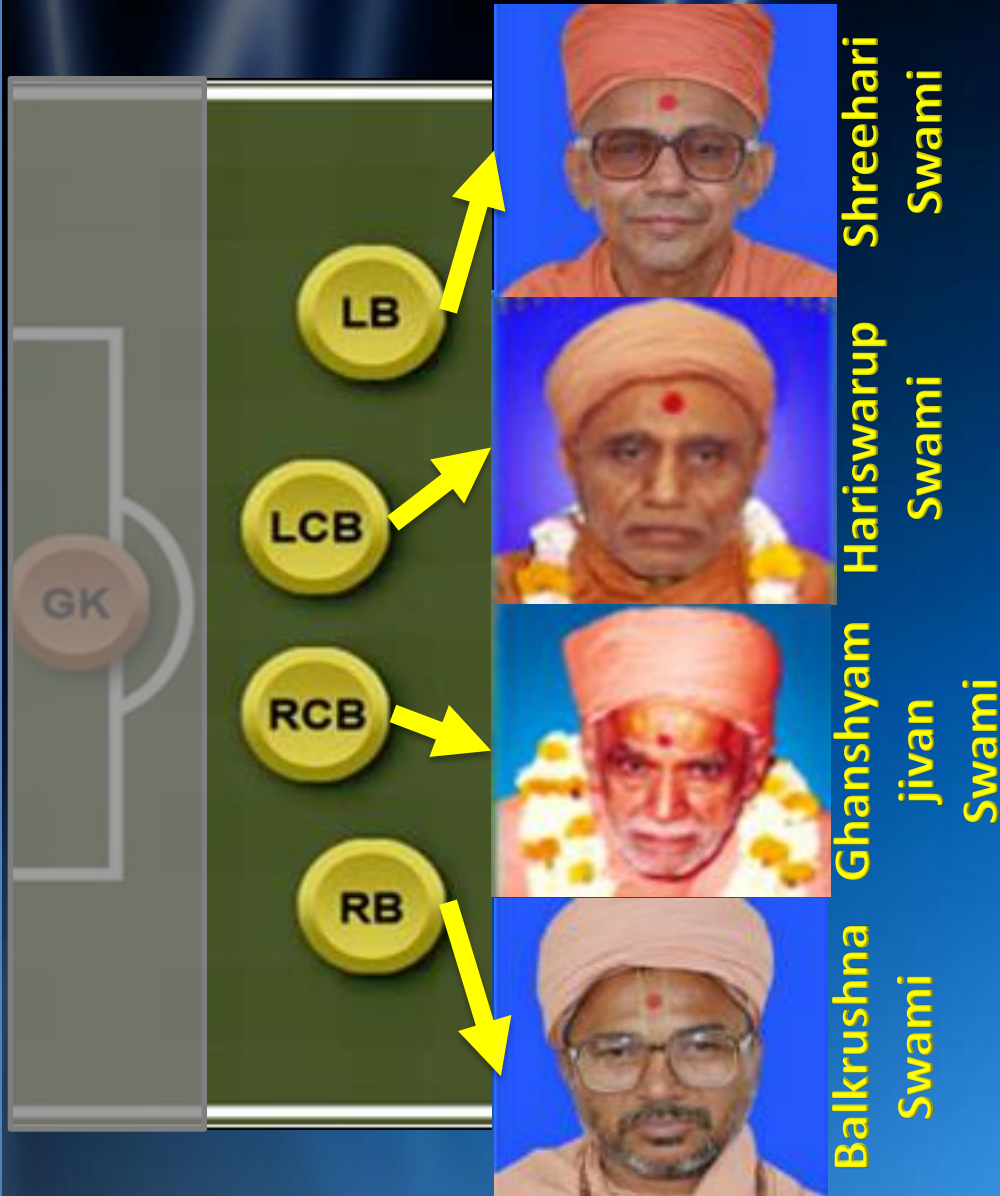 LB
LCB
GK
RCB
RB
Shreehari
Swami
Hariswarup
Swami
Ghanshyam
jivan
Swami
Balkrushna
Swami